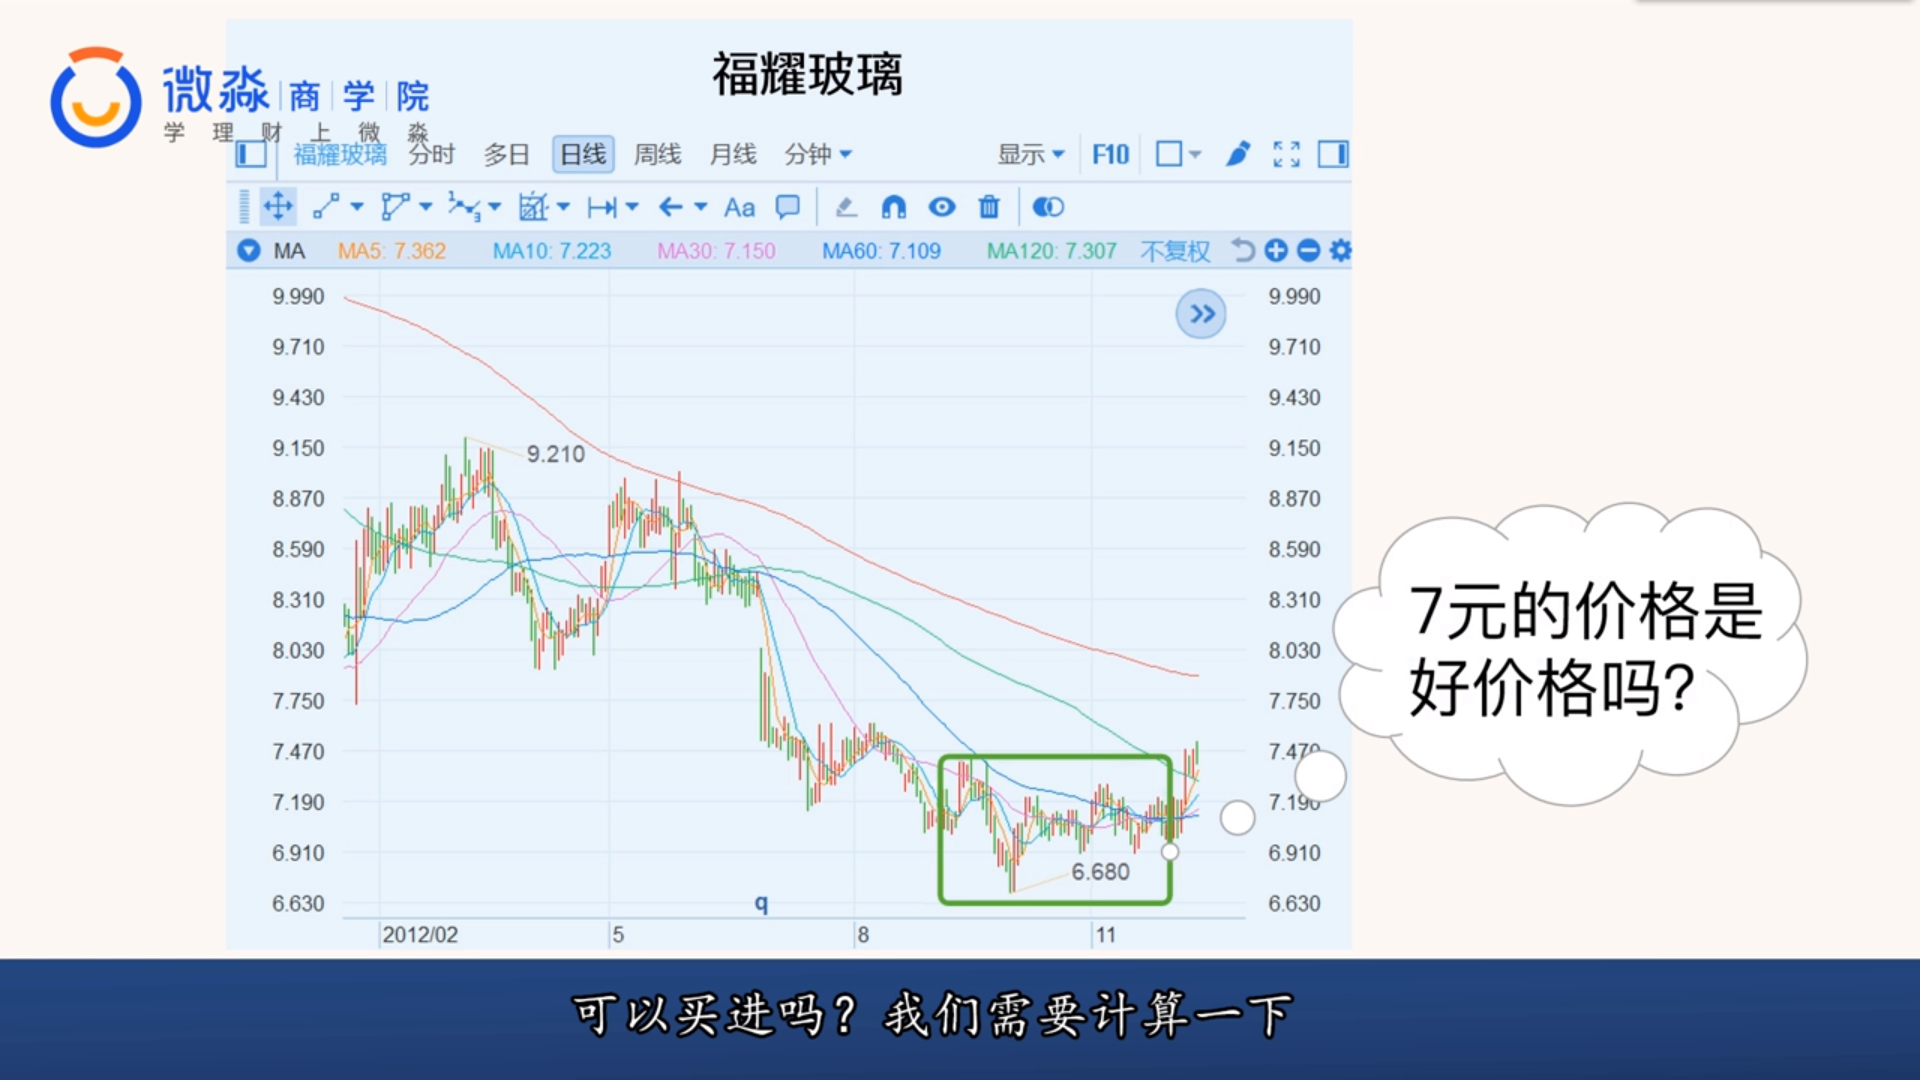 福耀玻璃
微淼 商 学 院
学 理 财 上 微 淼
福耀玻璃 分时 多日 日线 周线 月线 分钟 显示 F10
Aa
MA MA5: 7.362 MA10: 7.223 MA30: 7.150 MA60: 7.109 MA120: 7.307 不复权
9.990 9.990
9.710 9.710
9.430 9.430
9.150 9.210 9.150
8.870 8.870
8.590 8.590
8.310 8.310
8.030 8.030
7.750 7.750
7.470 7.470
7.190 7.190
6.910 6.910
6.680
6.630 q 6.630
2012/02 5 8 11
7元的价格是
好价格吗?
可以买进吗？我们需要计算一下